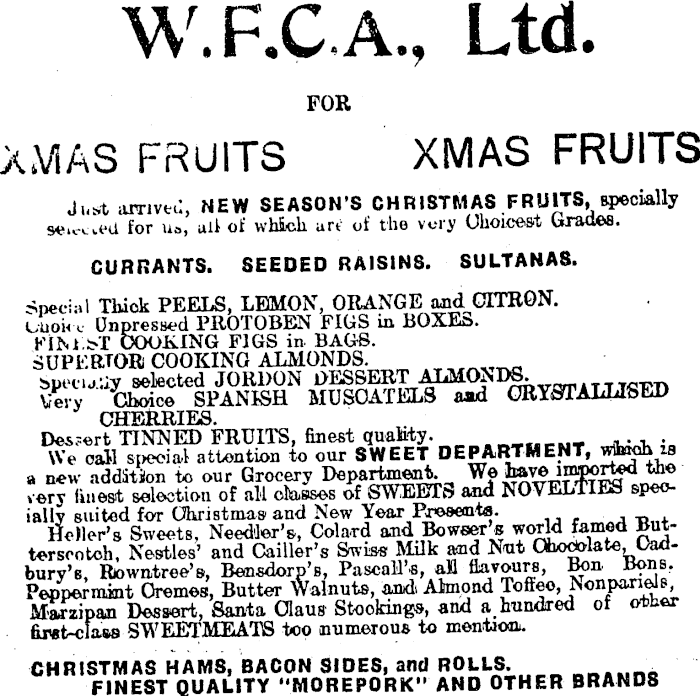 W.F.C.A., Ltd.
FOR
XMAS FRUITS XMAS FRUITS
Just arrived, NEW SEASON'S CHRISTMAS FRUITS, specially
selected for us, all of which are of the very Choicest Grades.
CURRANTS. SEEDED RAISINS. SULTANAS.
Special Thick PEELS, LEMON, ORANGE and CITRON.
Choice Unpressed PROTOBEN FIGS in BOXES.
FINEST COOKING FIGS in BAGS.
SUPERIOR COOKING ALMONDS.
Specially selected JORDON DESSERT ALMONDS.
Very Choice SPANISH MUSCATELS and CRYSTALLISED
CHERRIES.
Dessert TINNED FRUITS, finest quality.
We call special attention to our SWEET DEPARTMENT, which is
a new addition to our Grocery Department. We have imported the
very finest selection of all classes of SWEETS and NOVELTIES spec-
ially suited for Christmas and New Year Presents.
Heller's Sweets, Needler's, Colard and Bowser's world famed But-
terscotch, Nestles' and Cailler's Swiss Milk and Nut Chocolate, Cad-
bury's, Rowntree's, Bensdorp's, Pascall's, all flavours, Bon Bons,
Peppermint Cremes, Butter Walnuts, and Almond Toffee, Nonpariels,
Marzipan Dessert, Santa Claus Stockings, and a hundred of other
first-class SWEETMEATS too numerous to mention.
CHRISTMAS HAMS, BACON SIDES, and ROLLS.
FINEST QUALITY "MOREPORK" AND OTHER BRANDS